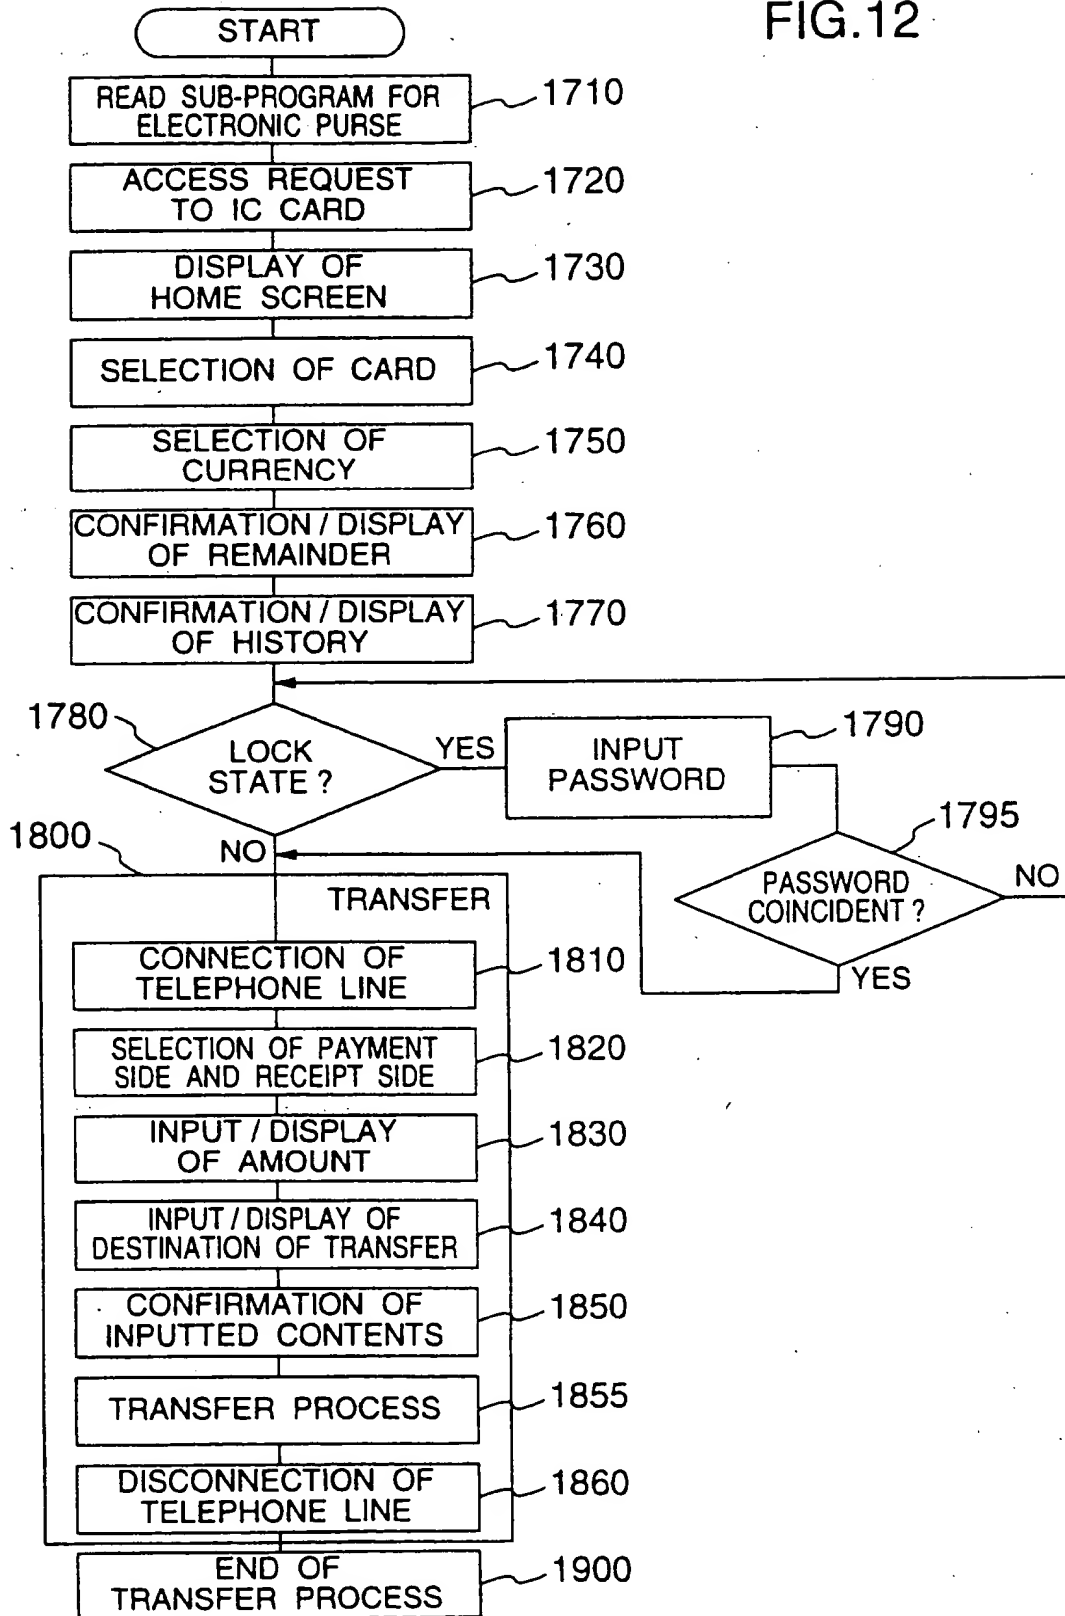 FIG.12
START
READ SUB-PROGRAM FOR
ELECTRONIC PURSE
1710
ACCESS REQUEST
TO IC CARD
1720
DISPLAY OF
HOME SCREEN
1730
SELECTION OF CARD
1740
SELECTION OF
CURRENCY
1750
CONFIRMATION / DISPLAY
OF REMAINDER
1760
CONFIRMATION / DISPLAY
OF HISTORY
1770
1780
LOCK
STATE ?
YES
INPUT
PASSWORD
1790
1795
PASSWORD
COINCIDENT ?
NO
YES
NO
1800
TRANSFER
CONNECTION OF
TELEPHONE LINE
1810
SELECTION OF PAYMENT
SIDE AND RECEIPT SIDE
1820
INPUT / DISPLAY
OF AMOUNT
1830
INPUT / DISPLAY OF
DESTINATION OF TRANSFER
1840
CONFIRMATION OF
INPUTTED CONTENTS
1850
TRANSFER PROCESS
1855
DISCONNECTION OF
TELEPHONE LINE
1860
END OF
TRANSFER PROCESS
1900